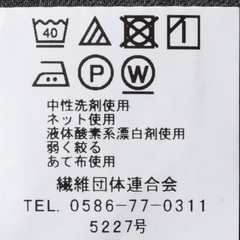 40 1
P W
中性洗剤使用
ネット使用
液体酸素系漂白剤使用
弱く絞る
あて布使用
繊維団体連合会
TEL. 0586-77-0311
5227号